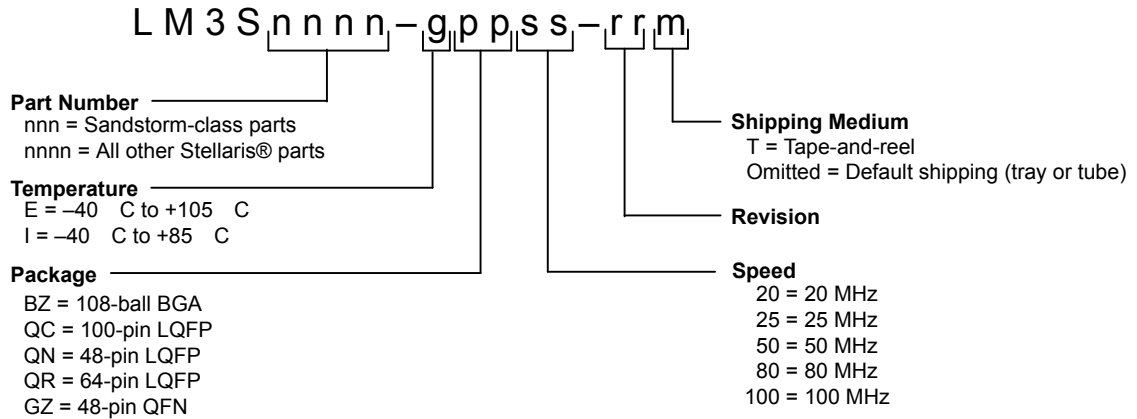 LM3Snnnn–gppss–rrm
Part Number
nnn = Sandstorm-class parts
nnnn = All other Stellaris® parts
Temperature
E = –40 C to +105 C
I = –40 C to +85 C
Package
BZ = 108-ball BGA
QC = 100-pin LQFP
QN = 48-pin LQFP
QR = 64-pin LQFP
GZ = 48-pin QFN
Shipping Medium
T = Tape-and-reel
Omitted = Default shipping (tray or tube)
Revision
Speed
20 = 20 MHz
25 = 25 MHz
50 = 50 MHz
80 = 80 MHz
100 = 100 MHz